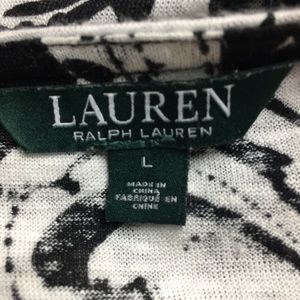 LAUREN
RALPH LAUREN
L
MADE IN
CHINA
FABRIQUÉ EN
CHINE